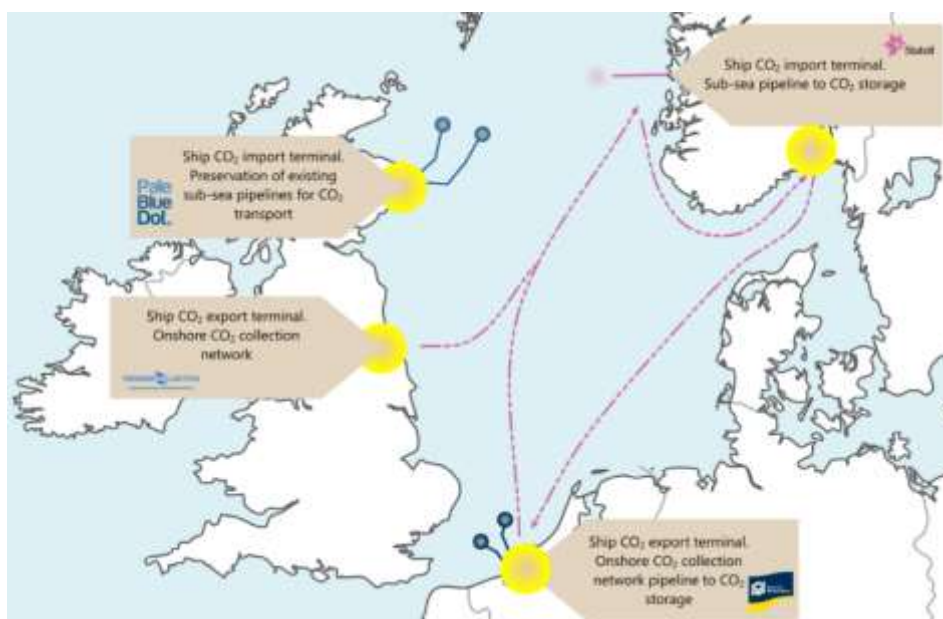 Ship CO₂ import terminal.
Sub-sea pipeline to CO₂ storage
Statoil
Ship CO₂ import terminal.
Preservation of existing
sub-sea pipelines for CO₂
transport
Pale
Blue
Dot.
Ship CO₂ export terminal.
Onshore CO₂ collection
network
Ship CO₂ export terminal.
Onshore CO₂ collection
network pipeline to CO₂
storage